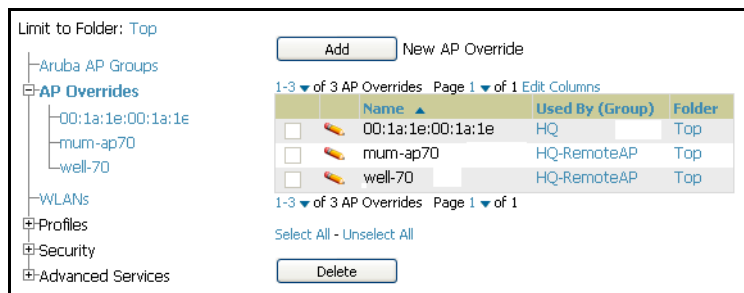 Limit to Folder: Top
Aruba AP Groups
AP Overrides
00:1a:1e:00:1a:1e
mum-ap70
well-70
WLANs
Profiles
Security
Advanced Services
Add New AP Override
1-3 of 3 AP Overrides Page 1 of 1 Edit Columns
Name Used By (Group) Folder
00:1a:1e:00:1a:1e HQ Top
mum-ap70 HQ-RemoteAP Top
well-70 HQ-RemoteAP Top
1-3 of 3 AP Overrides Page 1 of 1
Select All - Unselect All
Delete